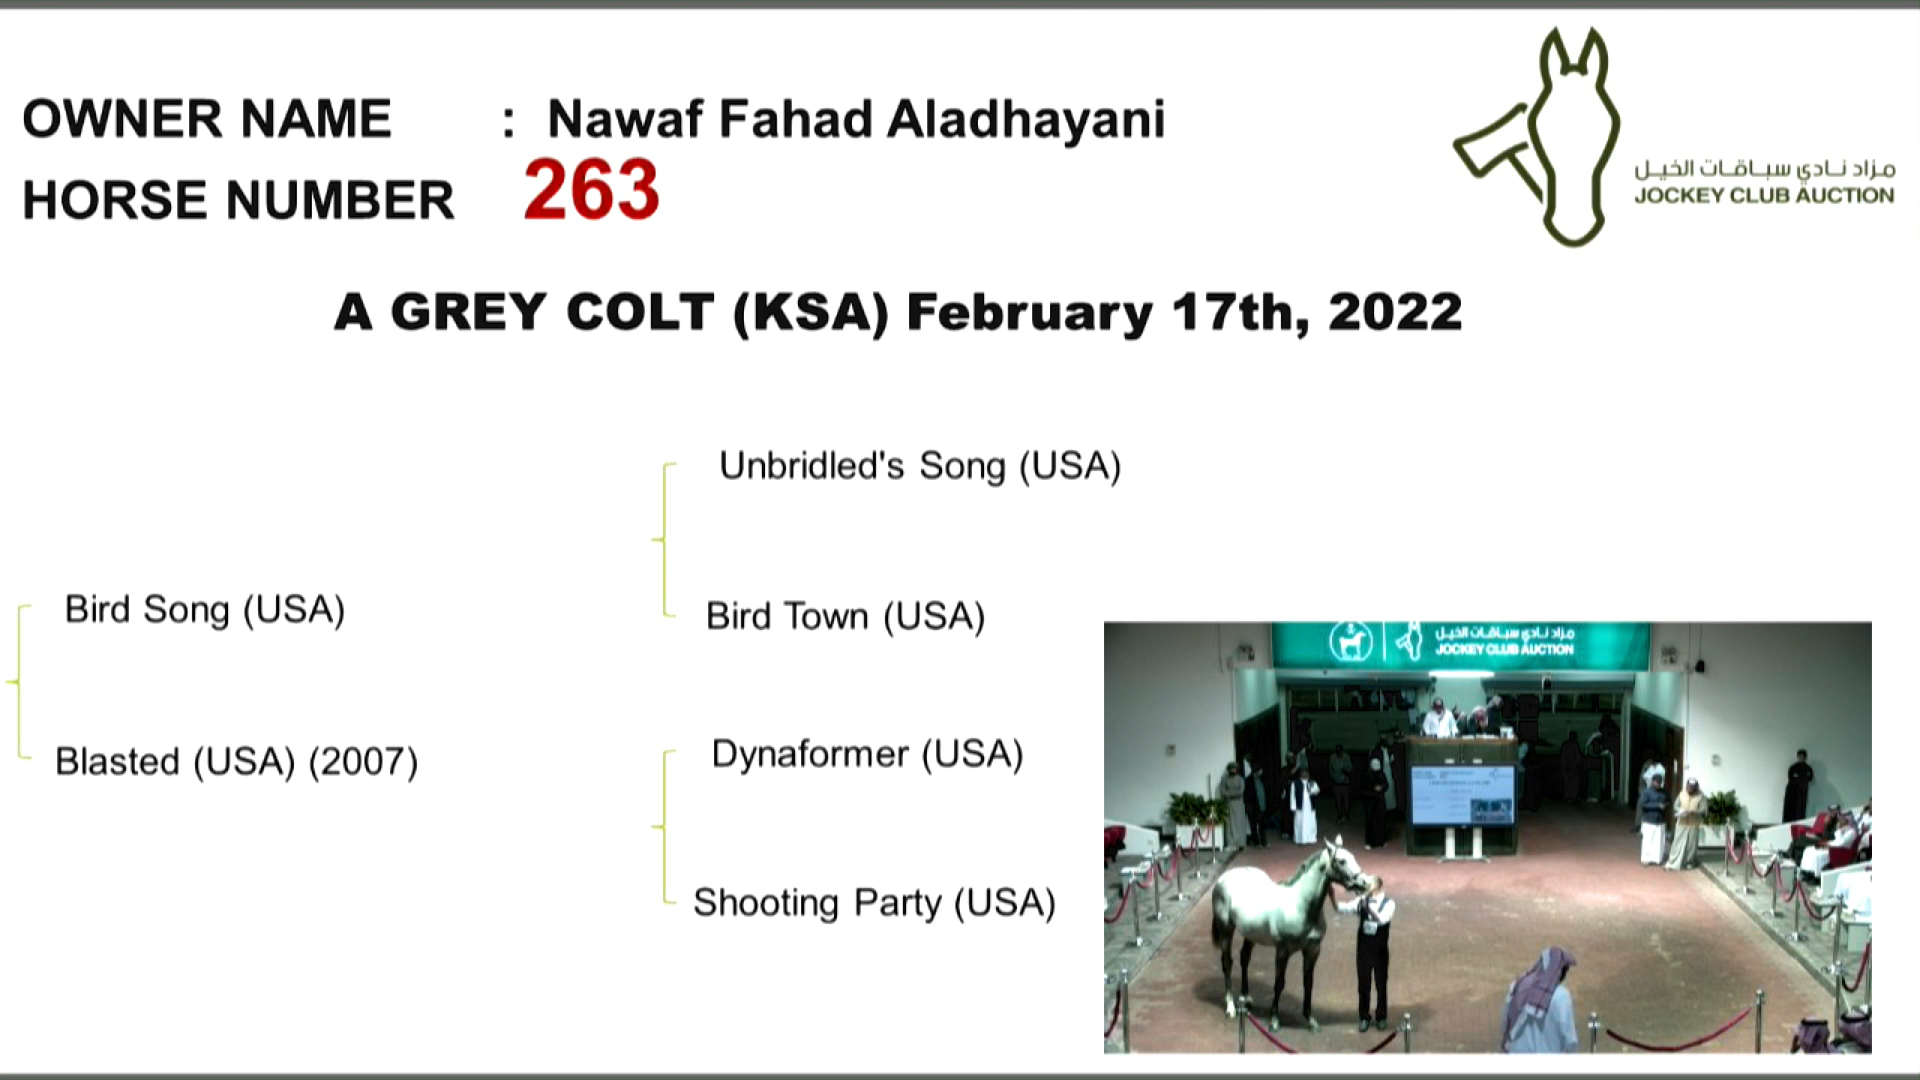 OWNER NAME : Nawaf Fahad Aladhayani
HORSE NUMBER 263
مزاد نادي سباقات الخيل
JOCKEY CLUB AUCTION
A GREY COLT (KSA) February 17th, 2022
Unbridled's Song (USA)
Bird Song (USA)
Bird Town (USA)
Blasted (USA) (2007)
Dynaformer (USA)
Shooting Party (USA)
مزاد نادي سباقات الخيل
JOCKEY CLUB AUCTION